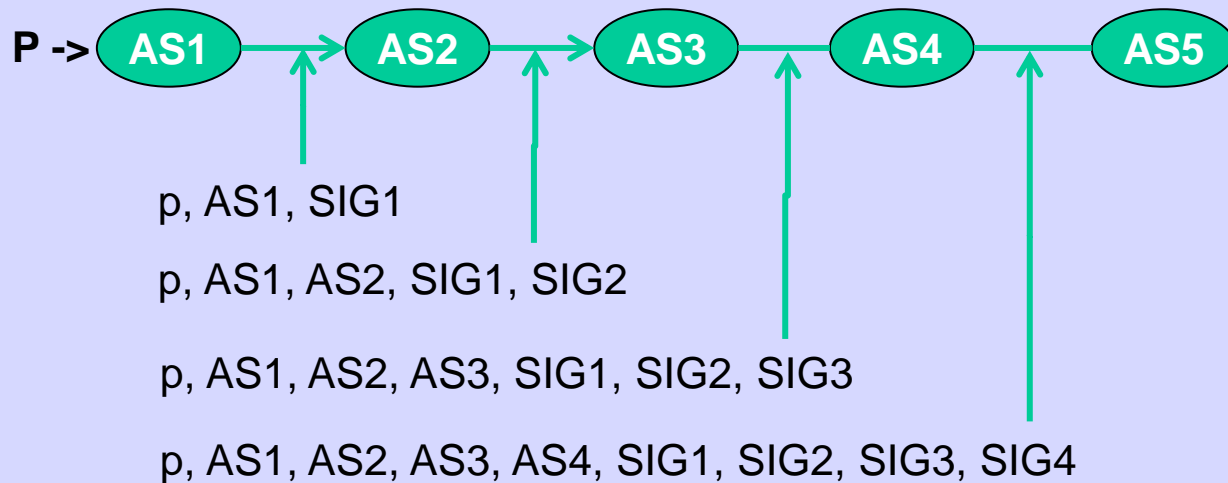 P -> AS1 AS2 AS3 AS4 AS5
p, AS1, SIG1
p, AS1, AS2, SIG1, SIG2
p, AS1, AS2, AS3, SIG1, SIG2, SIG3
p, AS1, AS2, AS3, AS4, SIG1, SIG2, SIG3, SIG4